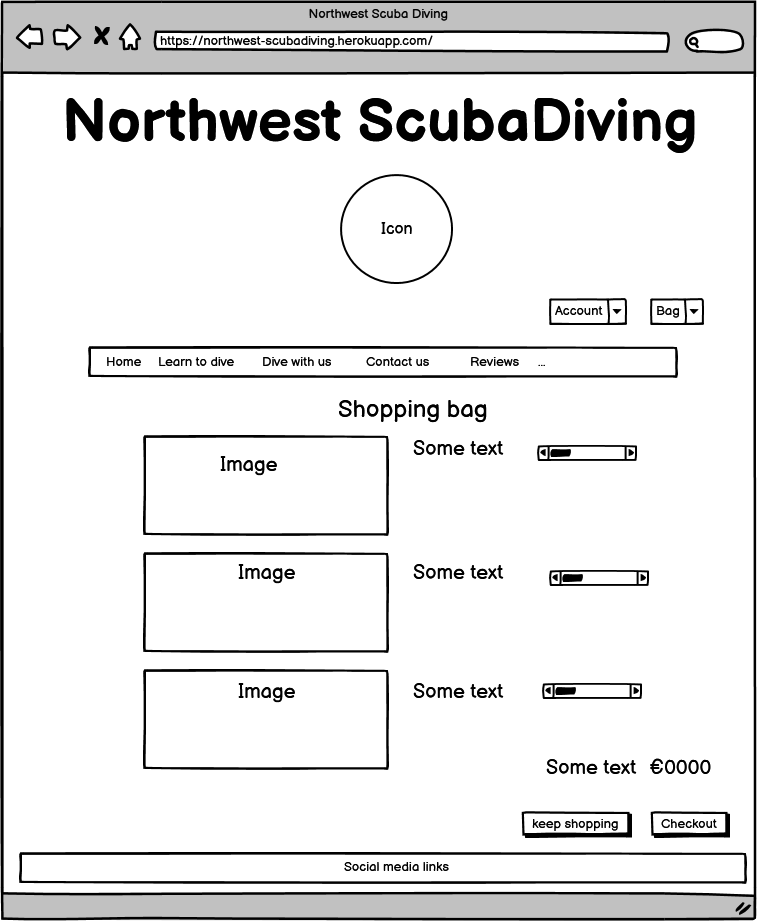 Northwest Scuba Diving
https://northwest-scubadiving.herokuapp.com/
Northwest ScubaDiving
Icon
Account Bag
Home Learn to dive Dive with us Contact us Reviews ...
Shopping bag
Image Some text
Image Some text
Image Some text
Some text €0000
keep shopping Checkout
Social media links